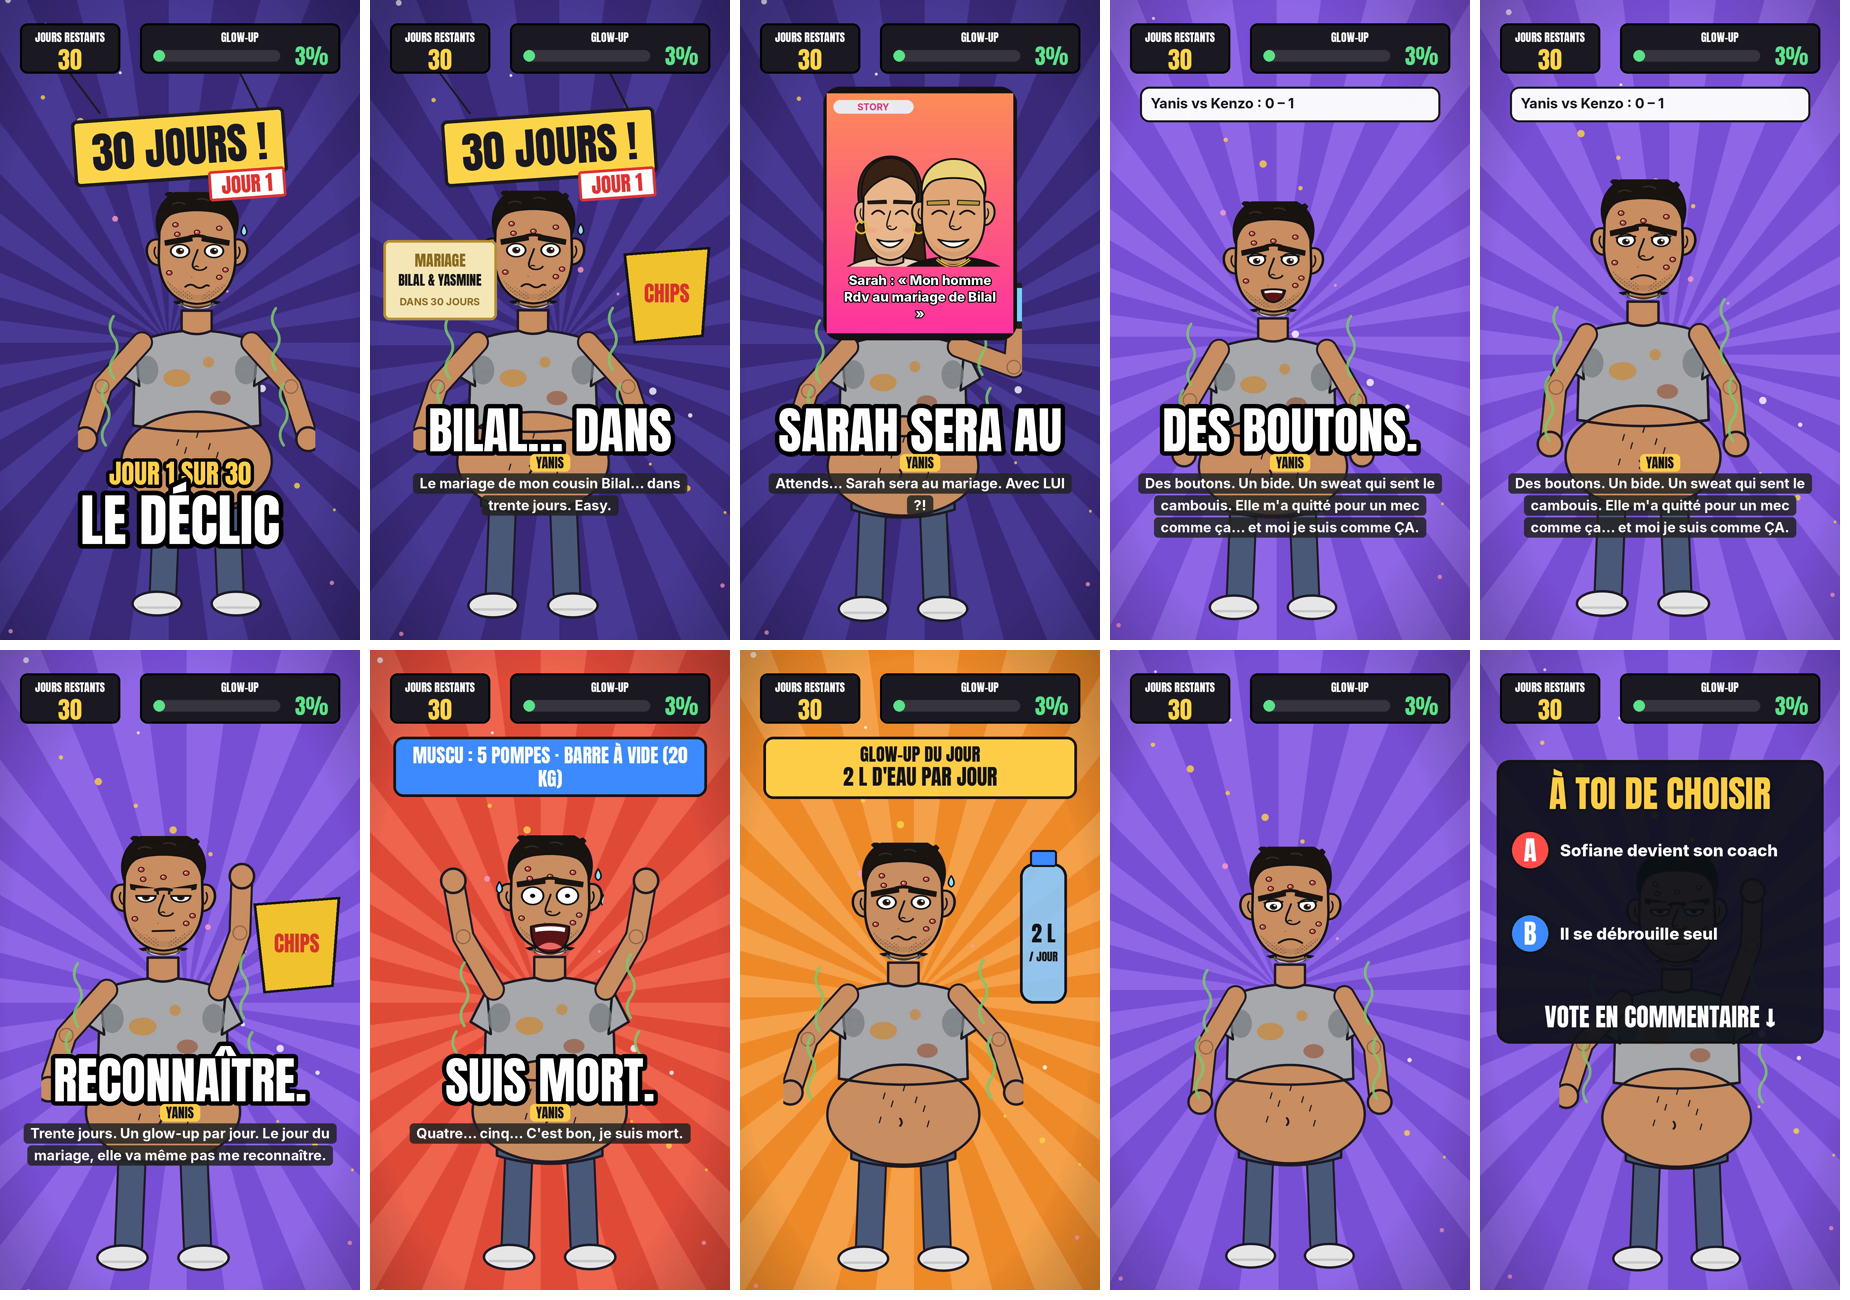 JOURS RESTANTS
30
GLOW-UP
3%
30 JOURS !
JOUR 1
JOUR 1 SUR 30
LE DÉCLIC
JOURS RESTANTS
30
GLOW-UP
3%
30 JOURS !
JOUR 1
MARIAGE
BILAL & YASMINE
DANS 30 JOURS
CHIPS
BILAL... DANS
YANIS
Le mariage de mon cousin Bilal... dans
trente jours. Easy.
JOURS RESTANTS
30
GLOW-UP
3%
STORY
Sarah : « Mon homme
Rdv au mariage de Bilal
»
SARAH SERA AU
YANIS
Attends... Sarah sera au mariage. Avec LUI
?!
JOURS RESTANTS
30
GLOW-UP
3%
Yanis vs Kenzo : 0 – 1
DES BOUTONS.
YANIS
Des boutons. Un bide. Un sweat qui sent le
cambouis. Elle m'a quitté pour un mec
comme ça... et moi je suis comme ÇA.
JOURS RESTANTS
30
GLOW-UP
3%
Yanis vs Kenzo : 0 – 1
YANIS
Des boutons. Un bide. Un sweat qui sent le
cambouis. Elle m'a quitté pour un mec
comme ça... et moi je suis comme ÇA.
JOURS RESTANTS
30
GLOW-UP
3%
CHIPS
RECONNAÎTRE.
YANIS
Trente jours. Un glow-up par jour. Le jour du
mariage, elle va même pas me reconnaître.
JOURS RESTANTS
30
GLOW-UP
3%
MUSCU : 5 POMPES · BARRE À VIDE (20
KG)
SUIS MORT.
YANIS
Quatre... cinq... C'est bon, je suis mort.
JOURS RESTANTS
30
GLOW-UP
3%
GLOW-UP DU JOUR
2 L D'EAU PAR JOUR
2 L
/ JOUR
JOURS RESTANTS
30
GLOW-UP
3%
JOURS RESTANTS
30
GLOW-UP
3%
À TOI DE CHOISIR
A Sofiane devient son coach
B Il se débrouille seul
VOTE EN COMMENTAIRE ↓